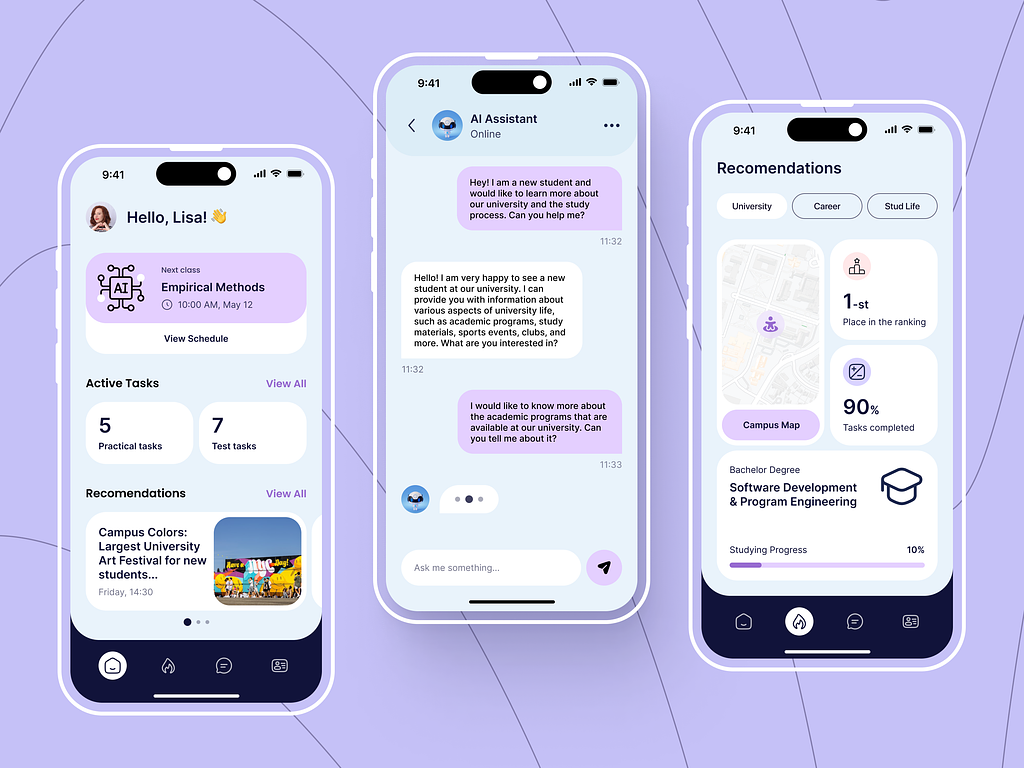 9:41
Hello, Lisa! 👋
Next class
AI
Empirical Methods
10:00 AM, May 12
View Schedule
Active Tasks
View All
5
Practical tasks
7
Test tasks
Recomendations
View All
Campus Colors:
Largest University
Art Festival for new
students...
Friday, 14:30
9:41
AI Assistant
Online
Hey! I am a new student and
would like to learn more about
our university and the study
process. Can you help me?
11:32
Hello! I am very happy to see a new
student at our university. I can
provide you with information about
various aspects of university life,
such as academic programs, study
materials, sports events, clubs, and
more. What are you interested in?
11:32
I would like to know more about
the academic programs that are
available at our university. Can
you tell me about it?
11:33
Ask me something...
9:41
Recomendations
University
Career
Stud Life
Campus Map
1-st
Place in the ranking
90%
Tasks completed
Bachelor Degree
Software Development
& Program Engineering
Studying Progress
10%